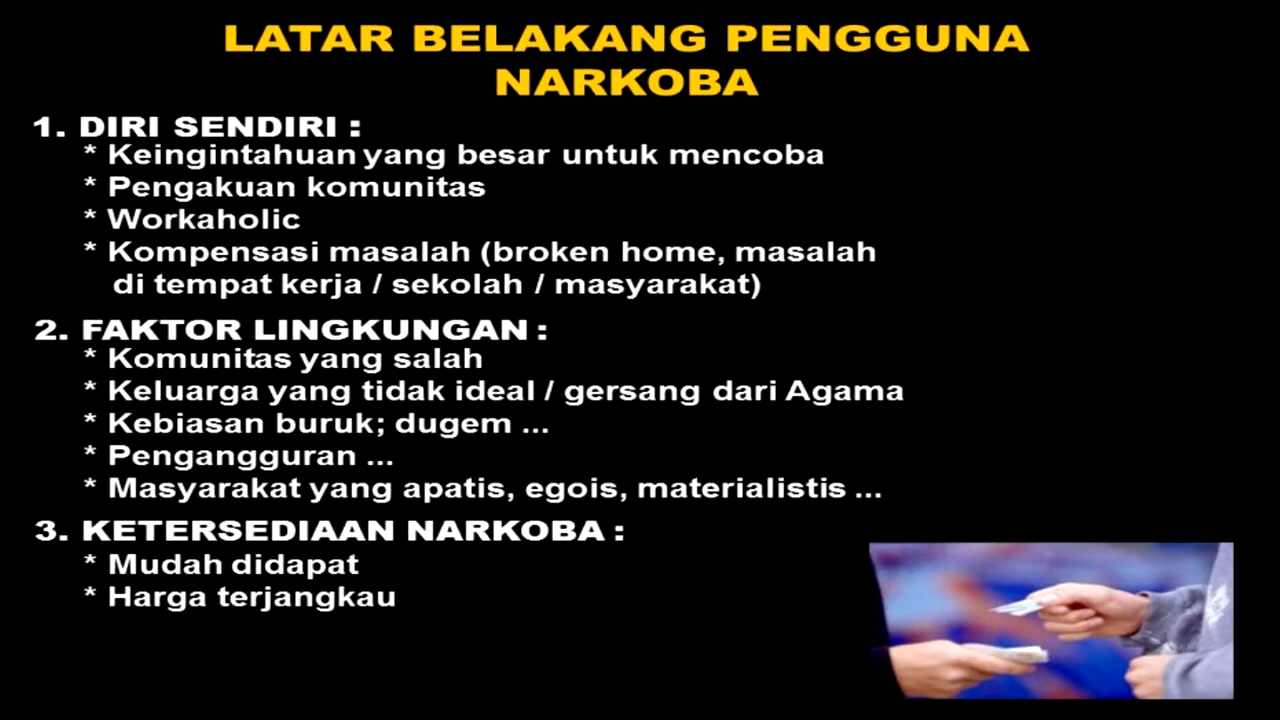 LATAR BELAKANG PENGGUNA
NARKOBA
1. DIRI SENDIRI :
* Keingintahuan yang besar untuk mencoba
* Pengakuan komunitas
* Workaholic
* Kompensasi masalah (broken home, masalah
di tempat kerja / sekolah / masyarakat)
2. FAKTOR LINGKUNGAN :
* Komunitas yang salah
* Keluarga yang tidak ideal / gersang dari Agama
* Kebiasan buruk; dugem ...
* Pengangguran ...
* Masyarakat yang apatis, egois, materialistis ...
3. KETERSEDIAAN NARKOBA :
* Mudah didapat
* Harga terjangkau